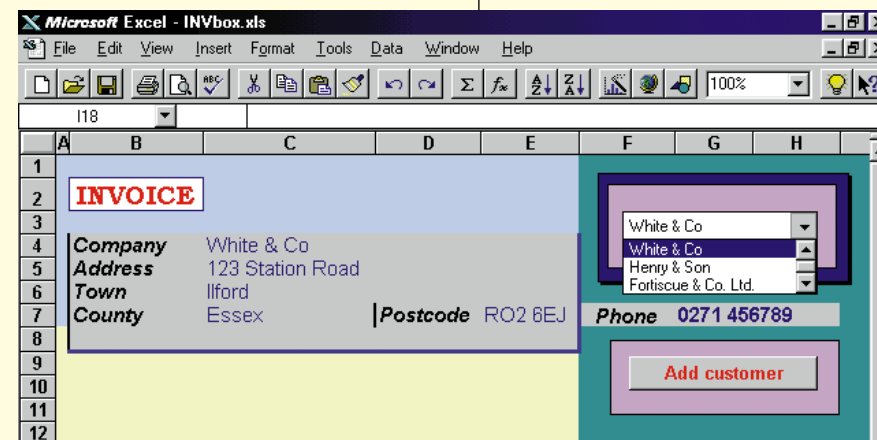 Microsoft Excel - INVbox.xls
File Edit View Insert Format Tools Data Window Help
ABC 100%
I18
A B C D E F G H
1
2 INVOICE
3 White & Co
4 Company White & Co White & Co
5 Address 123 Station Road Henry & Son
6 Town Ilford Fortiscue & Co. Ltd.
7 County Essex Postcode RO2 6EJ Phone 0271 456789
8
9
10 Add customer
11
12